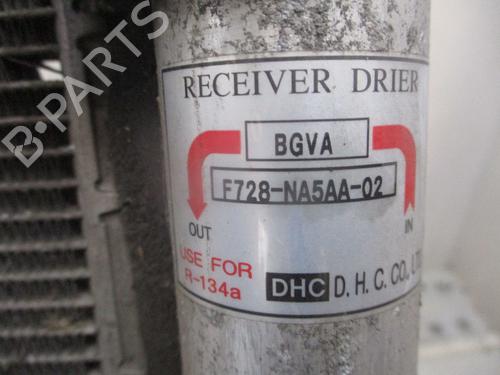 B-PARTS
RECEIVER DRIER
BGVA
F728-NA5AA-02
OUT
IN
USE FOR
R-134a
DHC D. H. C. CO.,